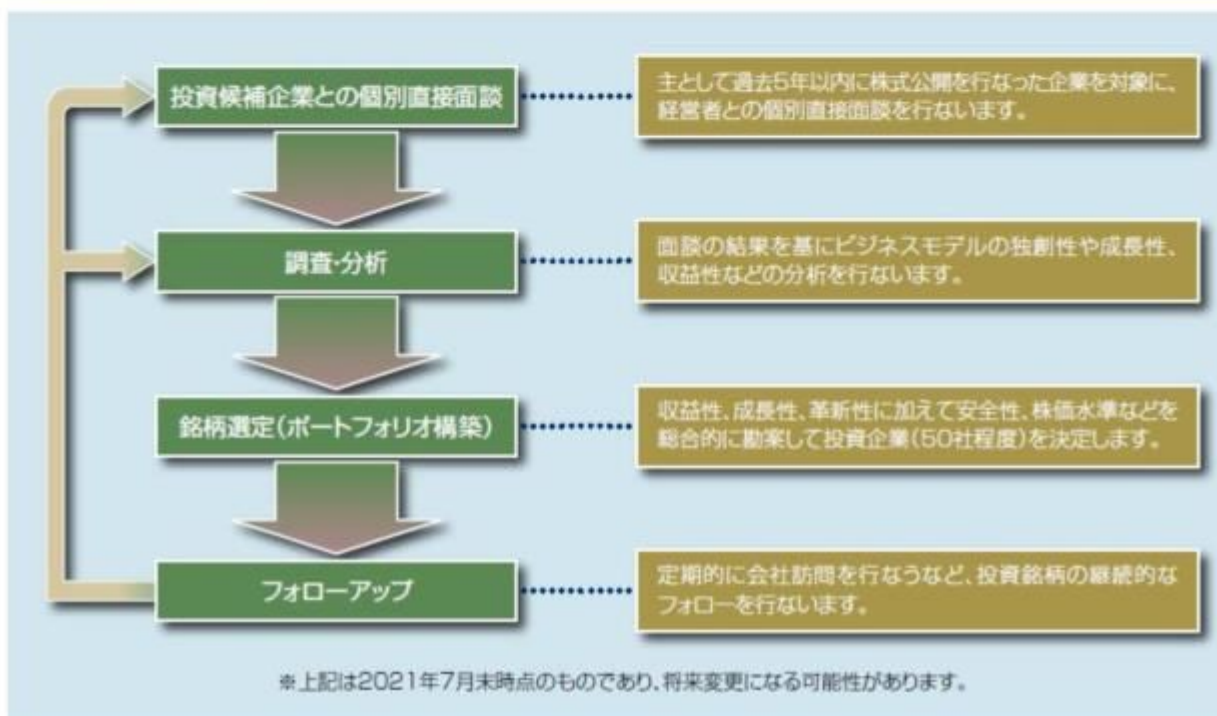 投資候補企業との個別直接面談
主として過去5年以内に株式公開を行なった企業を対象に、
経営者との個別直接面談を行ないます。
調査・分析
面談の結果を基にビジネスモデルの独創性や成長性、
収益性などの分析を行ないます。
銘柄選定(ポートフォリオ構築)
収益性、成長性、革新性に加えて安全性、株価水準などを
総合的に勘案して投資企業(50社程度)を決定します。
フォローアップ
定期的に会社訪問を行なうなど、投資銘柄の継続的な
フォローを行ないます。
※上記は2021年7月末時点のものであり、将来変更になる可能性があります。